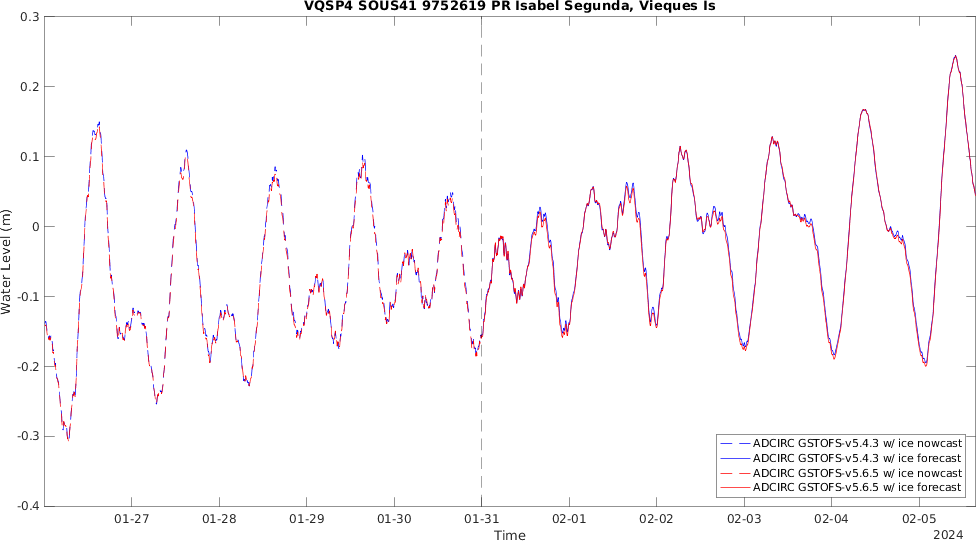 VQSP4 SOUS41 9752619 PR Isabel Segunda, Vieques Is
0.3
0.2
0.1
0
-0.1
-0.2
-0.3
-0.4
Water Level (m)
01-27 01-28 01-29 01-30 01-31 02-01 02-02 02-03 02-04 02-05
Time
2024
ADCIRC GSTOFS-v5.4.3 w/ ice nowcast
ADCIRC GSTOFS-v5.4.3 w/ ice forecast
ADCIRC GSTOFS-v5.6.5 w/ ice nowcast
ADCIRC GSTOFS-v5.6.5 w/ ice forecast